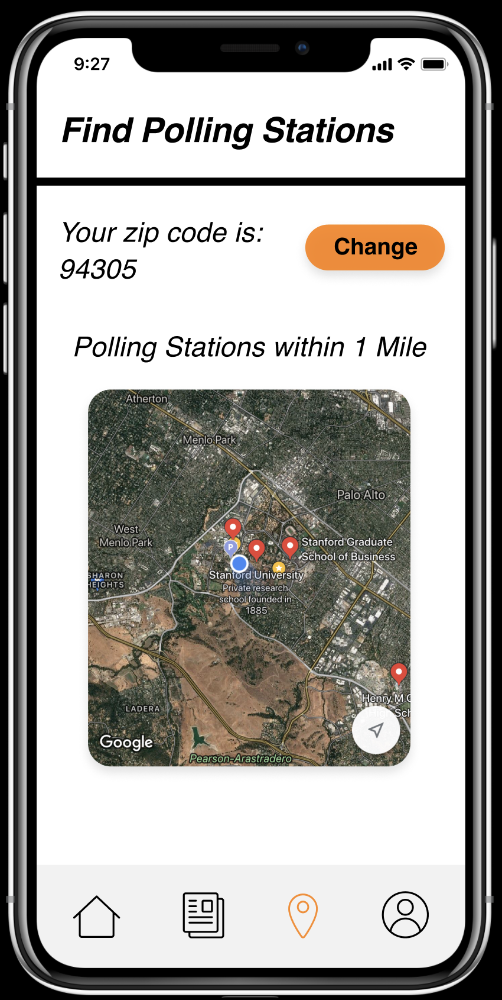 9:27
Find Polling Stations
Your zip code is:
94305
Change
Polling Stations within 1 Mile
Atherton
Menlo Park
Palo Alto
West
Menlo Park
P
Stanford Graduate
School of Business
SHARON
HEIGHTS
Stanford University
Private research
school founded in
1885
Henry M G
High Sch
LADERA
Google
Pearson-Arastradero